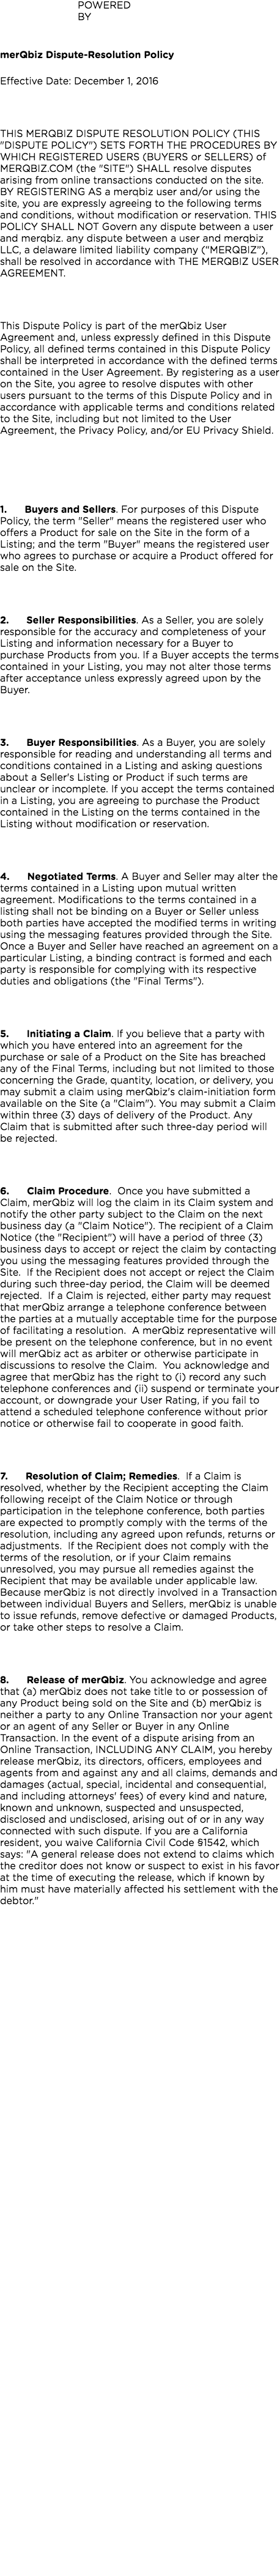 POWERED
BY
merQbiz Dispute-Resolution Policy
Effective Date: December 1, 2016
THIS MERQBIZ DISPUTE RESOLUTION POLICY (THIS
"DISPUTE POLICY") SETS FORTH THE PROCEDURES BY
WHICH REGISTERED USERS (BUYERS or SELLERS) of
MERQBIZ.COM (the "SITE") SHALL resolve disputes
arising from online transactions conducted on the site.
BY REGISTERING AS a merqbiz user and/or using the
site, you are expressly agreeing to the following terms
and conditions, without modification or reservation. THIS
POLICY SHALL NOT Govern any dispute between a user
and merqbiz. any dispute between a user and merqbiz
LLC, a delaware limited liability company ("MERQBIZ"),
shall be resolved in accordance with THE MERQBIZ USER
AGREEMENT.
This Dispute Policy is part of the merQbiz User
Agreement and, unless expressly defined in this Dispute
Policy, all defined terms contained in this Dispute Policy
shall be interpreted in accordance with the defined terms
contained in the User Agreement. By registering as a user
on the Site, you agree to resolve disputes with other
users pursuant to the terms of this Dispute Policy and in
accordance with applicable terms and conditions related
to the Site, including but not limited to the User
Agreement, the Privacy Policy, and/or EU Privacy Shield.
1. Buyers and Sellers. For purposes of this Dispute
Policy, the term "Seller" means the registered user who
offers a Product for sale on the Site in the form of a
Listing; and the term "Buyer" means the registered user
who agrees to purchase or acquire a Product offered for
sale on the Site.
2. Seller Responsibilities. As a Seller, you are solely
responsible for the accuracy and completeness of your
Listing and information necessary for a Buyer to
purchase Products from you. If a Buyer accepts the terms
contained in your Listing, you may not alter those terms
after acceptance unless expressly agreed upon by the
Buyer.
3. Buyer Responsibilities. As a Buyer, you are solely
responsible for reading and understanding all terms and
conditions contained in a Listing and asking questions
about a Seller's Listing or Product if such terms are
unclear or incomplete. If you accept the terms contained
in a Listing, you are agreeing to purchase the Product
contained in the Listing on the terms contained in the
Listing without modification or reservation.
4. Negotiated Terms. A Buyer and Seller may alter the
terms contained in a Listing upon mutual written
agreement. Modifications to the terms contained in a
listing shall not be binding on a Buyer or Seller unless
both parties have accepted the modified terms in writing
using the messaging features provided through the Site.
Once a Buyer and Seller have reached an agreement on a
particular Listing, a binding contract is formed and each
party is responsible for complying with its respective
duties and obligations (the "Final Terms").
5. Initiating a Claim. If you believe that a party with
which you have entered into an agreement for the
purchase or sale of a Product on the Site has breached
any of the Final Terms, including but not limited to those
concerning the Grade, quantity, location, or delivery, you
may submit a claim using merQbiz's claim-initiation form
available on the Site (a "Claim"). You may submit a Claim
within three (3) days of delivery of the Product. Any
Claim that is submitted after such three-day period will
be rejected.
6. Claim Procedure. Once you have submitted a
Claim, merQbiz will log the claim in its Claim system and
notify the other party subject to the Claim on the next
business day (a "Claim Notice"). The recipient of a Claim
Notice (the "Recipient") will have a period of three (3)
business days to accept or reject the claim by contacting
you using the messaging features provided through the
Site. If the Recipient does not accept or reject the Claim
during such three-day period, the Claim will be deemed
rejected. If a Claim is rejected, either party may request
that merQbiz arrange a telephone conference between
the parties at a mutually acceptable time for the purpose
of facilitating a resolution. A merQbiz representative will
be present on the telephone conference, but in no event
will merQbiz act as arbiter or otherwise participate in
discussions to resolve the Claim. You acknowledge and
agree that merQbiz has the right to (i) record any such
telephone conferences and (ii) suspend or terminate your
account, or downgrade your User Rating, if you fail to
attend a scheduled telephone conference without prior
notice or otherwise fail to cooperate in good faith.
7. Resolution of Claim; Remedies. If a Claim is
resolved, whether by the Recipient accepting the Claim
following receipt of the Claim Notice or through
participation in the telephone conference, both parties
are expected to promptly comply with the terms of the
resolution, including any agreed upon refunds, returns or
adjustments. If the Recipient does not comply with the
terms of the resolution, or if your Claim remains
unresolved, you may pursue all remedies against the
Recipient that may be available under applicable law.
Because merQbiz is not directly involved in a Transaction
between individual Buyers and Sellers, merQbiz is unable
to issue refunds, remove defective or damaged Products,
or take other steps to resolve a Claim.
8. Release of merQbiz. You acknowledge and agree
that (a) merQbiz does not take title to or possession of
any Product being sold on the Site and (b) merQbiz is
neither a party to any Online Transaction nor your agent
or an agent of any Seller or Buyer in any Online
Transaction. In the event of a dispute arising from an
Online Transaction, INCLUDING ANY CLAIM, you hereby
release merQbiz, its directors, officers, employees and
agents from and against any and all claims, demands and
damages (actual, special, incidental and consequential,
and including attorneys' fees) of every kind and nature,
known and unknown, suspected and unsuspected,
disclosed and undisclosed, arising out of or in any way
connected with such dispute. If you are a California
resident, you waive California Civil Code §1542, which
says: "A general release does not extend to claims which
the creditor does not know or suspect to exist in his favor
at the time of executing the release, which if known by
him must have materially affected his settlement with the
debtor."